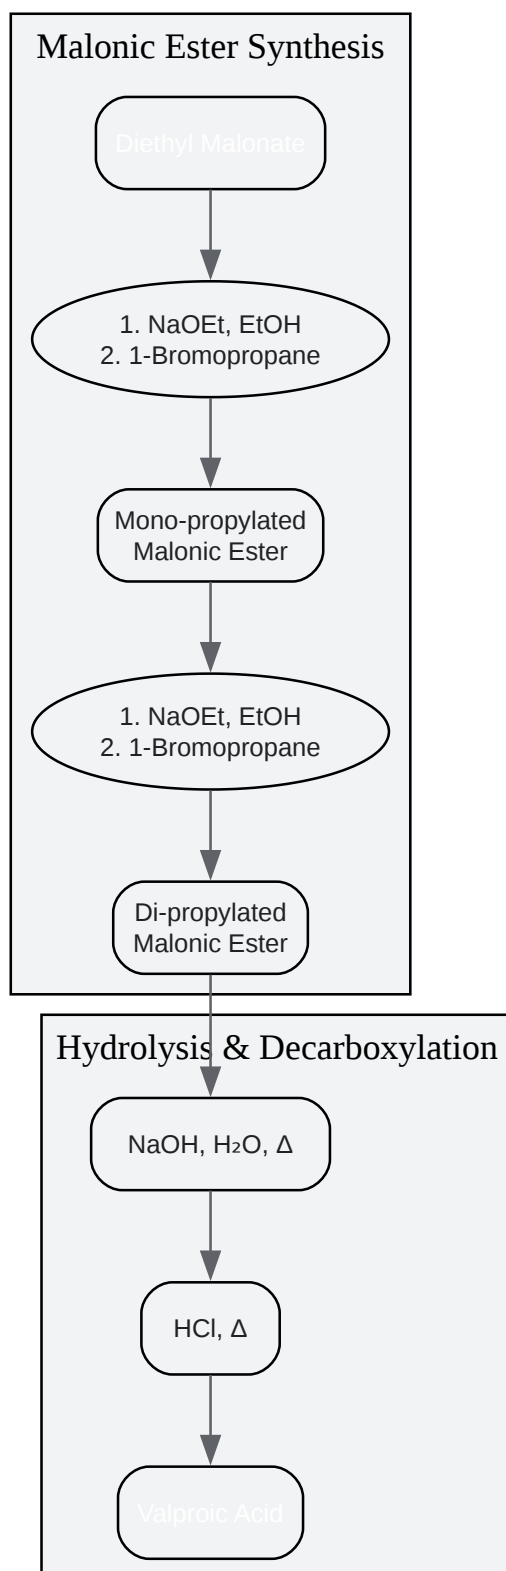 Malonic Ester Synthesis
Diethyl Malonate
1. NaOEt, EtOH
2. 1-Bromopropane
Mono-propylated
Malonic Ester
1. NaOEt, EtOH
2. 1-Bromopropane
Di-propylated
Malonic Ester
Hydrolysis & Decarboxylation
NaOH, H₂O, Δ
HCl, Δ
Valproic Acid